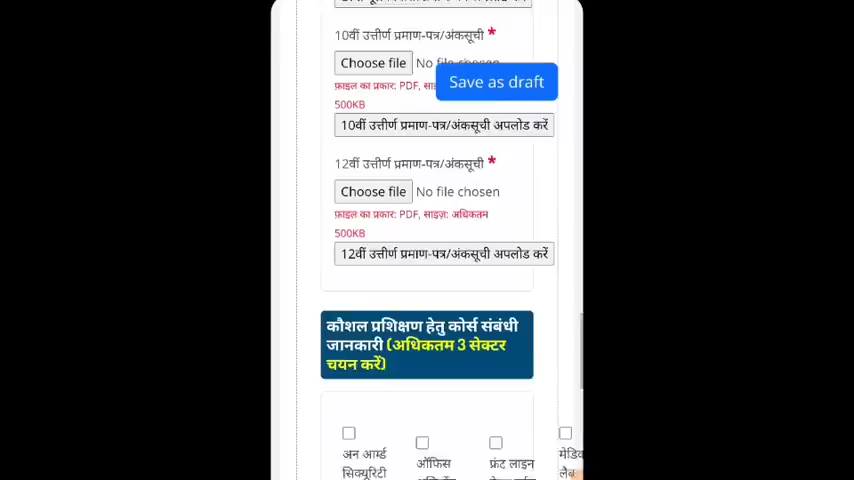 10वीं उत्तीर्ण प्रमाण-पत्र/अंकसूची *
Choose file No file chosen
Save as draft
फ़ाइल का प्रकार: PDF,
500KB
10वीं उत्तीर्ण प्रमाण-पत्र/अंकसूची अपलोड करें
12वीं उत्तीर्ण प्रमाण-पत्र/अंकसूची *
Choose file No file chosen
फ़ाइल का प्रकार: PDF, साइज़: अधिकतम
500KB
12वीं उत्तीर्ण प्रमाण-पत्र/अंकसूची अपलोड करें
कौशल प्रशिक्षण हेतु कोर्स संबंधी
जानकारी (अधिकतम 3 सेक्टर
चयन करें)
अन आर्म्ड ऑफिस फ्रंट लाइन
सिक्युरिटी लैब